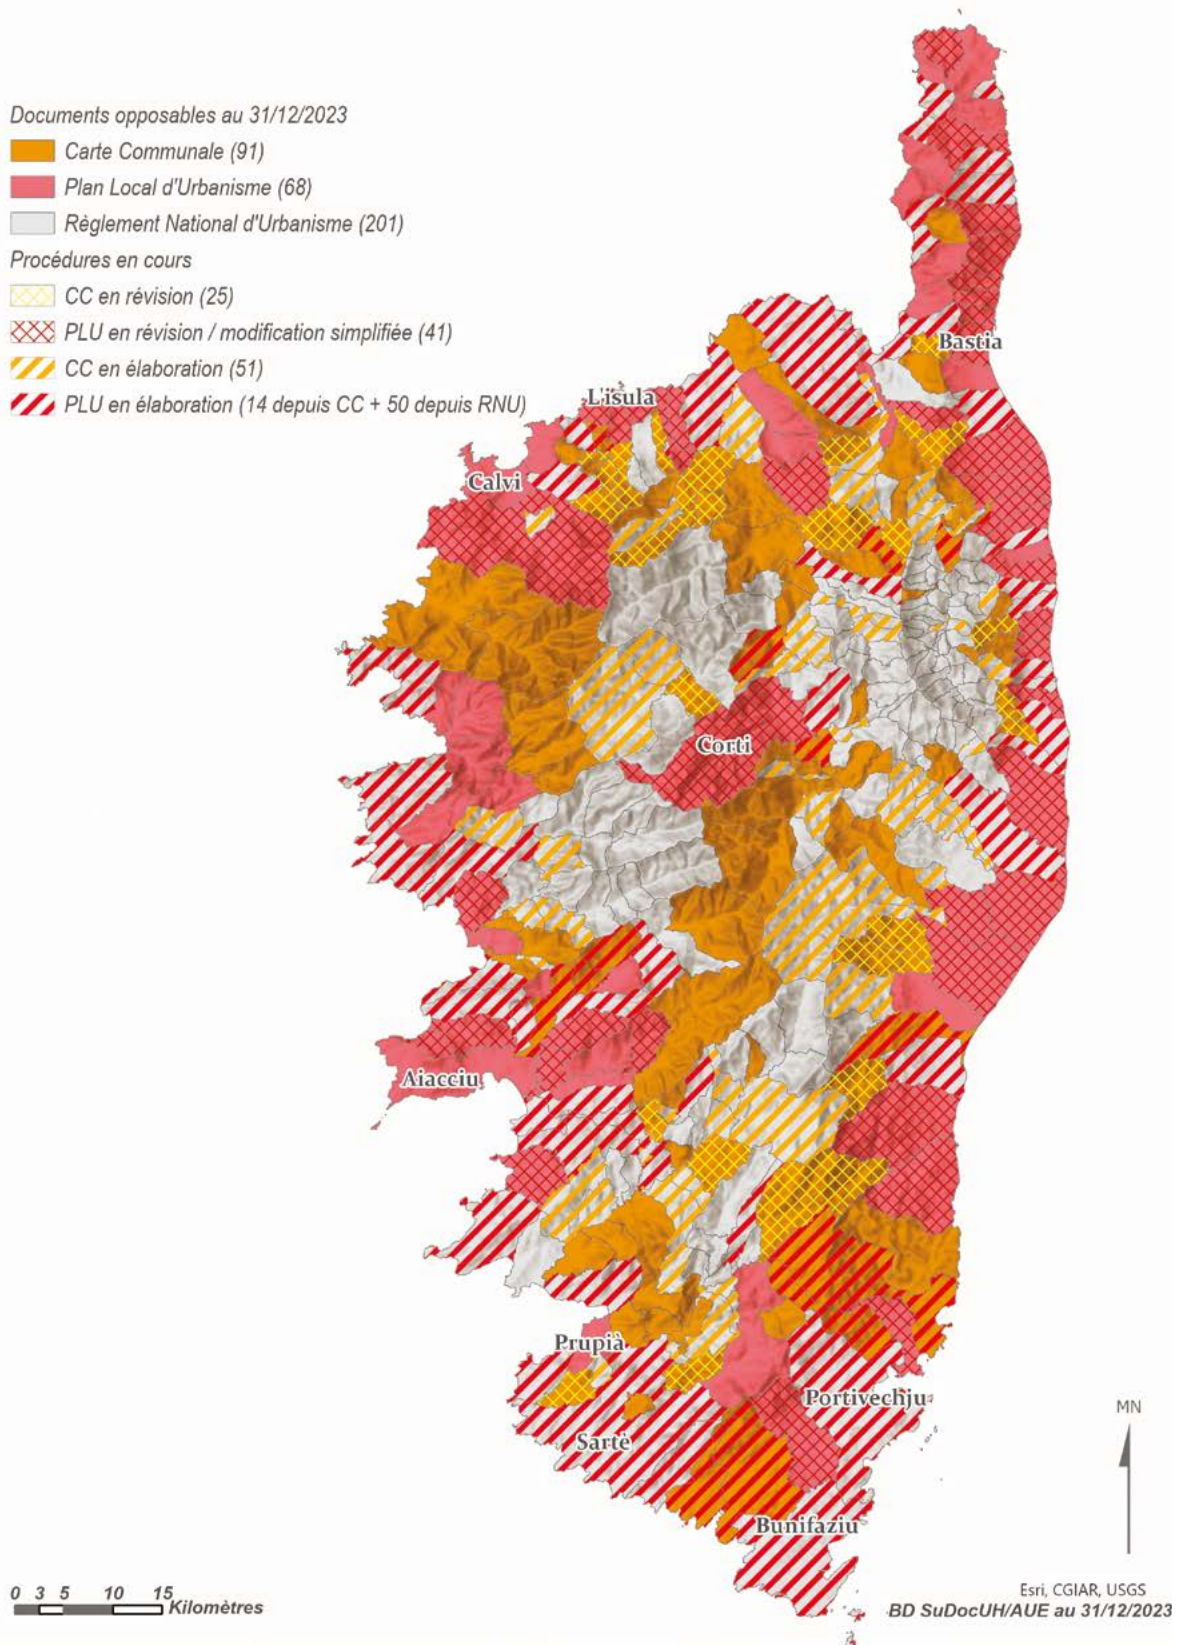 Documents opposables au 31/12/2023
Carte Communale (91)
Plan Local d'Urbanisme (68)
Règlement National d'Urbanisme (201)
Procédures en cours
CC en révision (25)
PLU en révision / modification simplifiée (41)
CC en élaboration (51)
PLU en élaboration (14 depuis CC + 50 depuis RNU)
Bastia
L'isula
Calvi
Corti
Aiacciu
Prupià
Portivechju
Sartè
Bunifaziu
MN
0 3 5 10 15
Kilomètres
Esri, CGIAR, USGS
BD SuDocUH/AUE au 31/12/2023